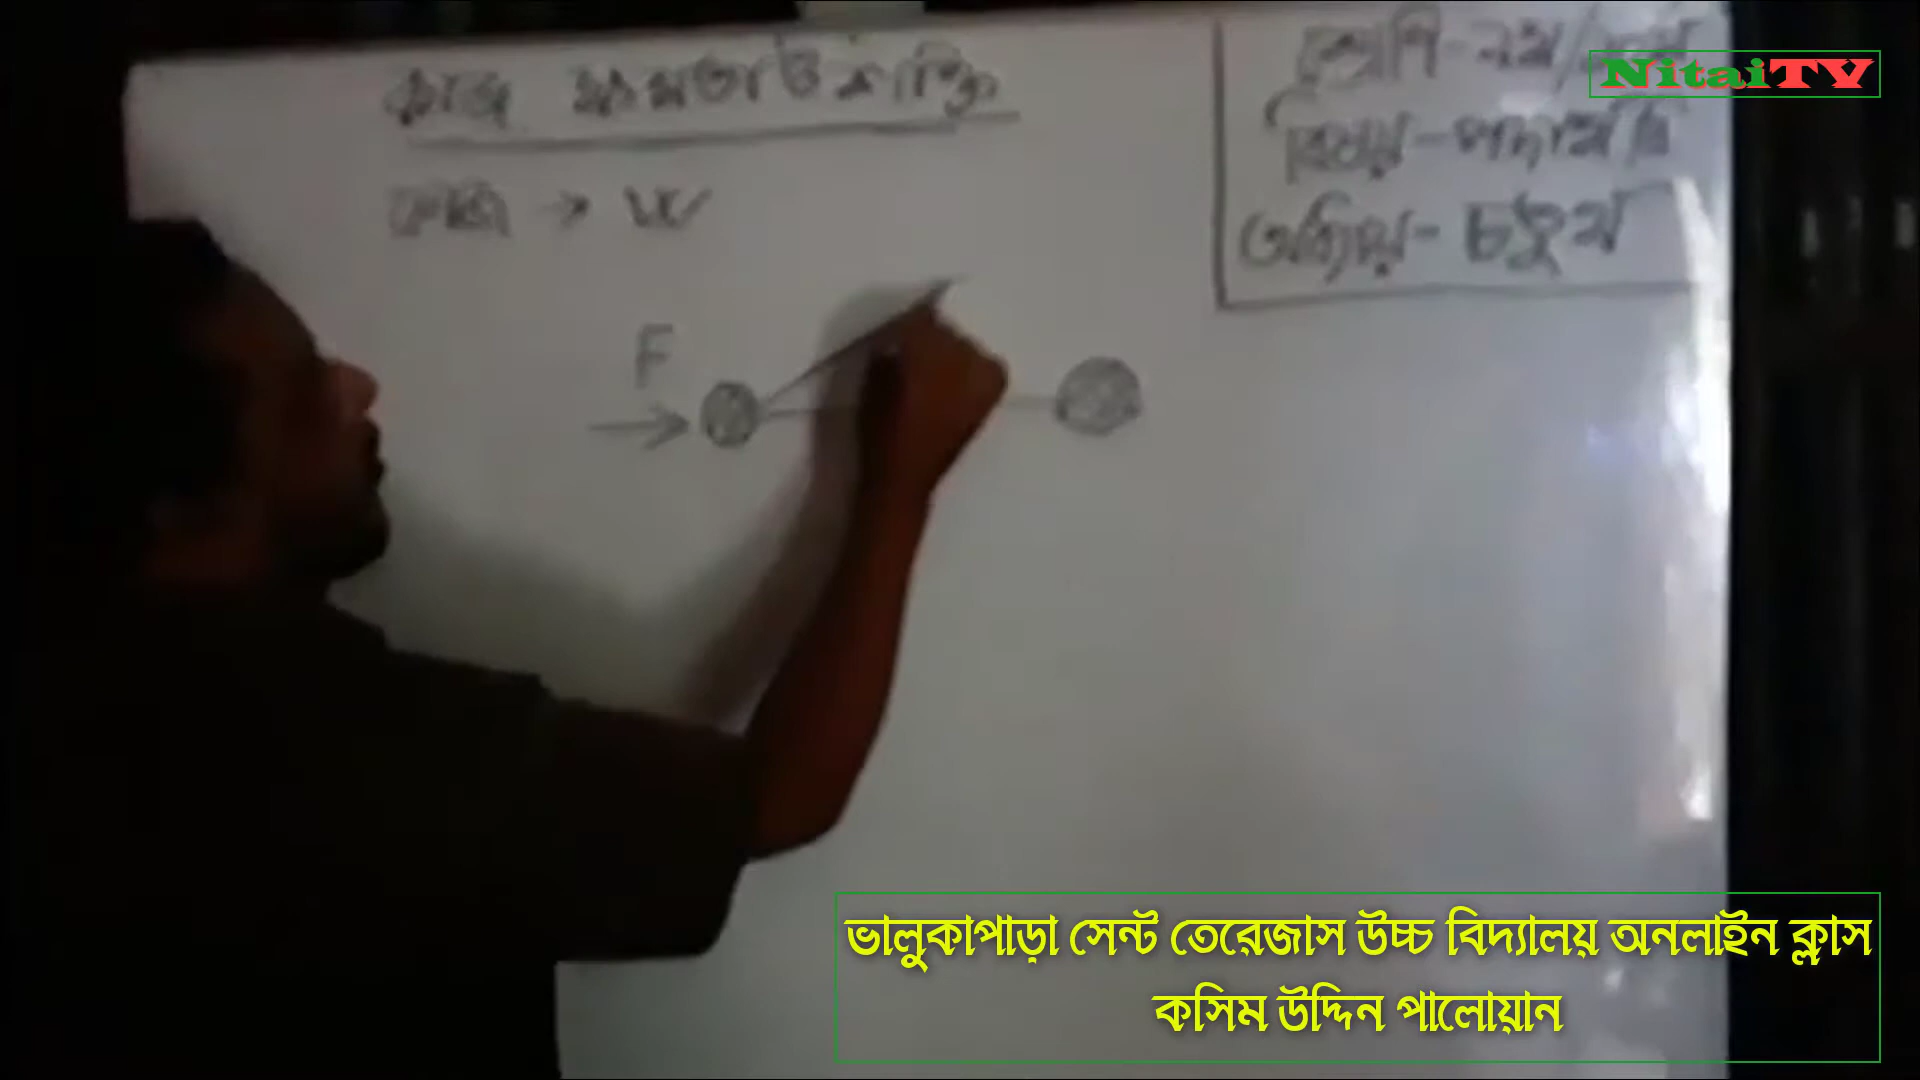 কাজ ক্ষমতা ও শক্তি
কাজ → W
F
শ্রেণি - ৯ম/১০ম
বিষয় - পদার্থ
অধ্যায় - চতুর্থ
NitaiTV
ভালুকাপাড়া সেন্ট তেরেজাস উচ্চ বিদ্যালয় অনলাইন ক্লাস
কসিম উদ্দিন পালোয়ান